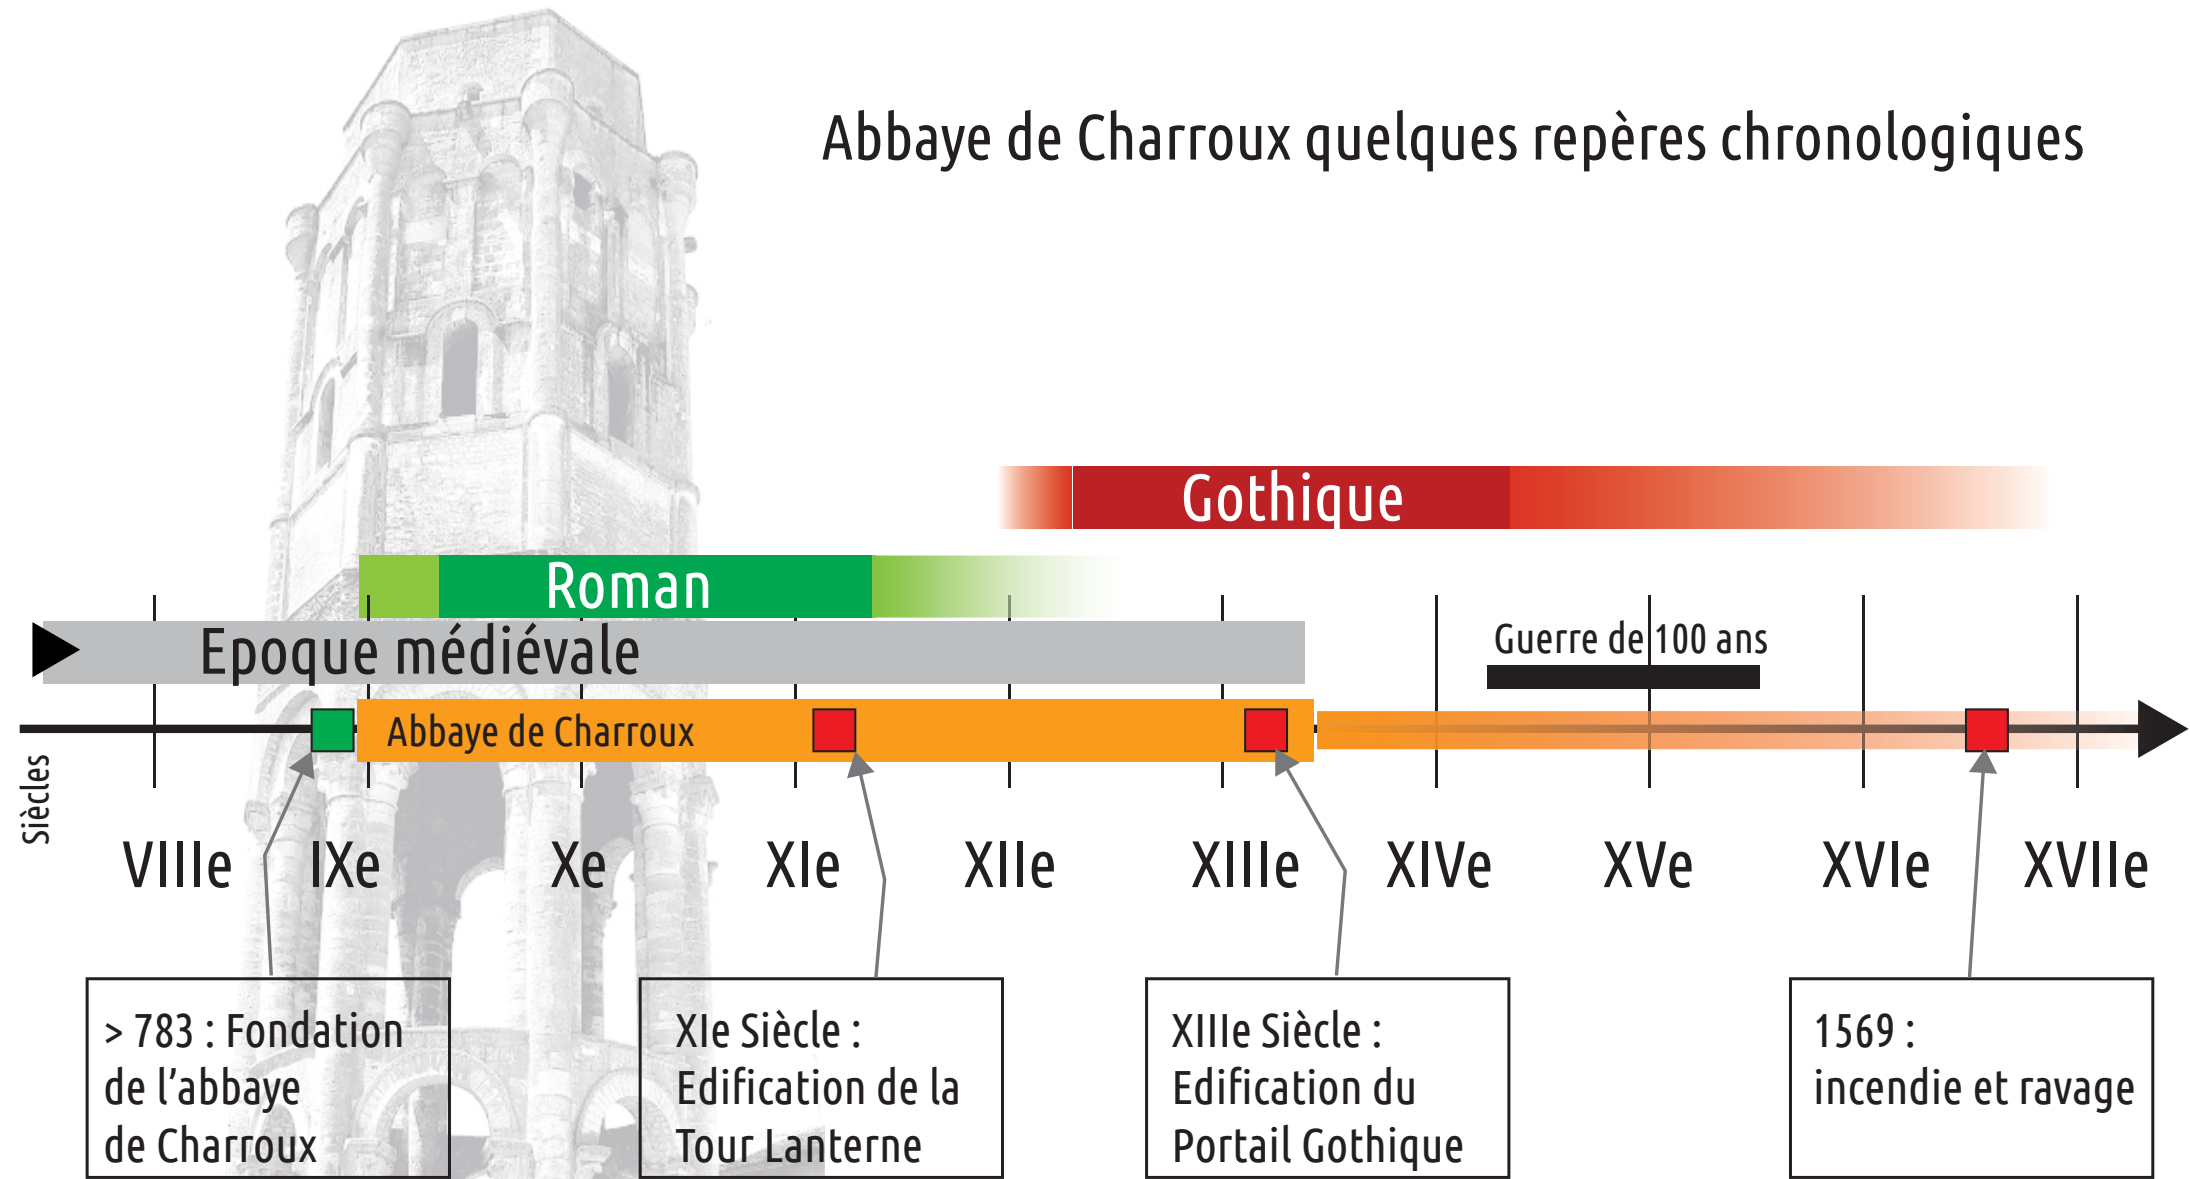 Abbaye de Charroux quelques repères chronologiques
Gothique
Roman
Epoque médiévale
Guerre de 100 ans
Abbaye de Charroux
Siècles
VIIIe IXe Xe XIe XIIe XIIIe XIVe XVe XVIe XVIIe
> 783 : Fondation
de l’abbaye
de Charroux
XIe Siècle :
Edification de la
Tour Lanterne
XIIIe Siècle :
Edification du
Portail Gothique
1569 :
incendie et ravage